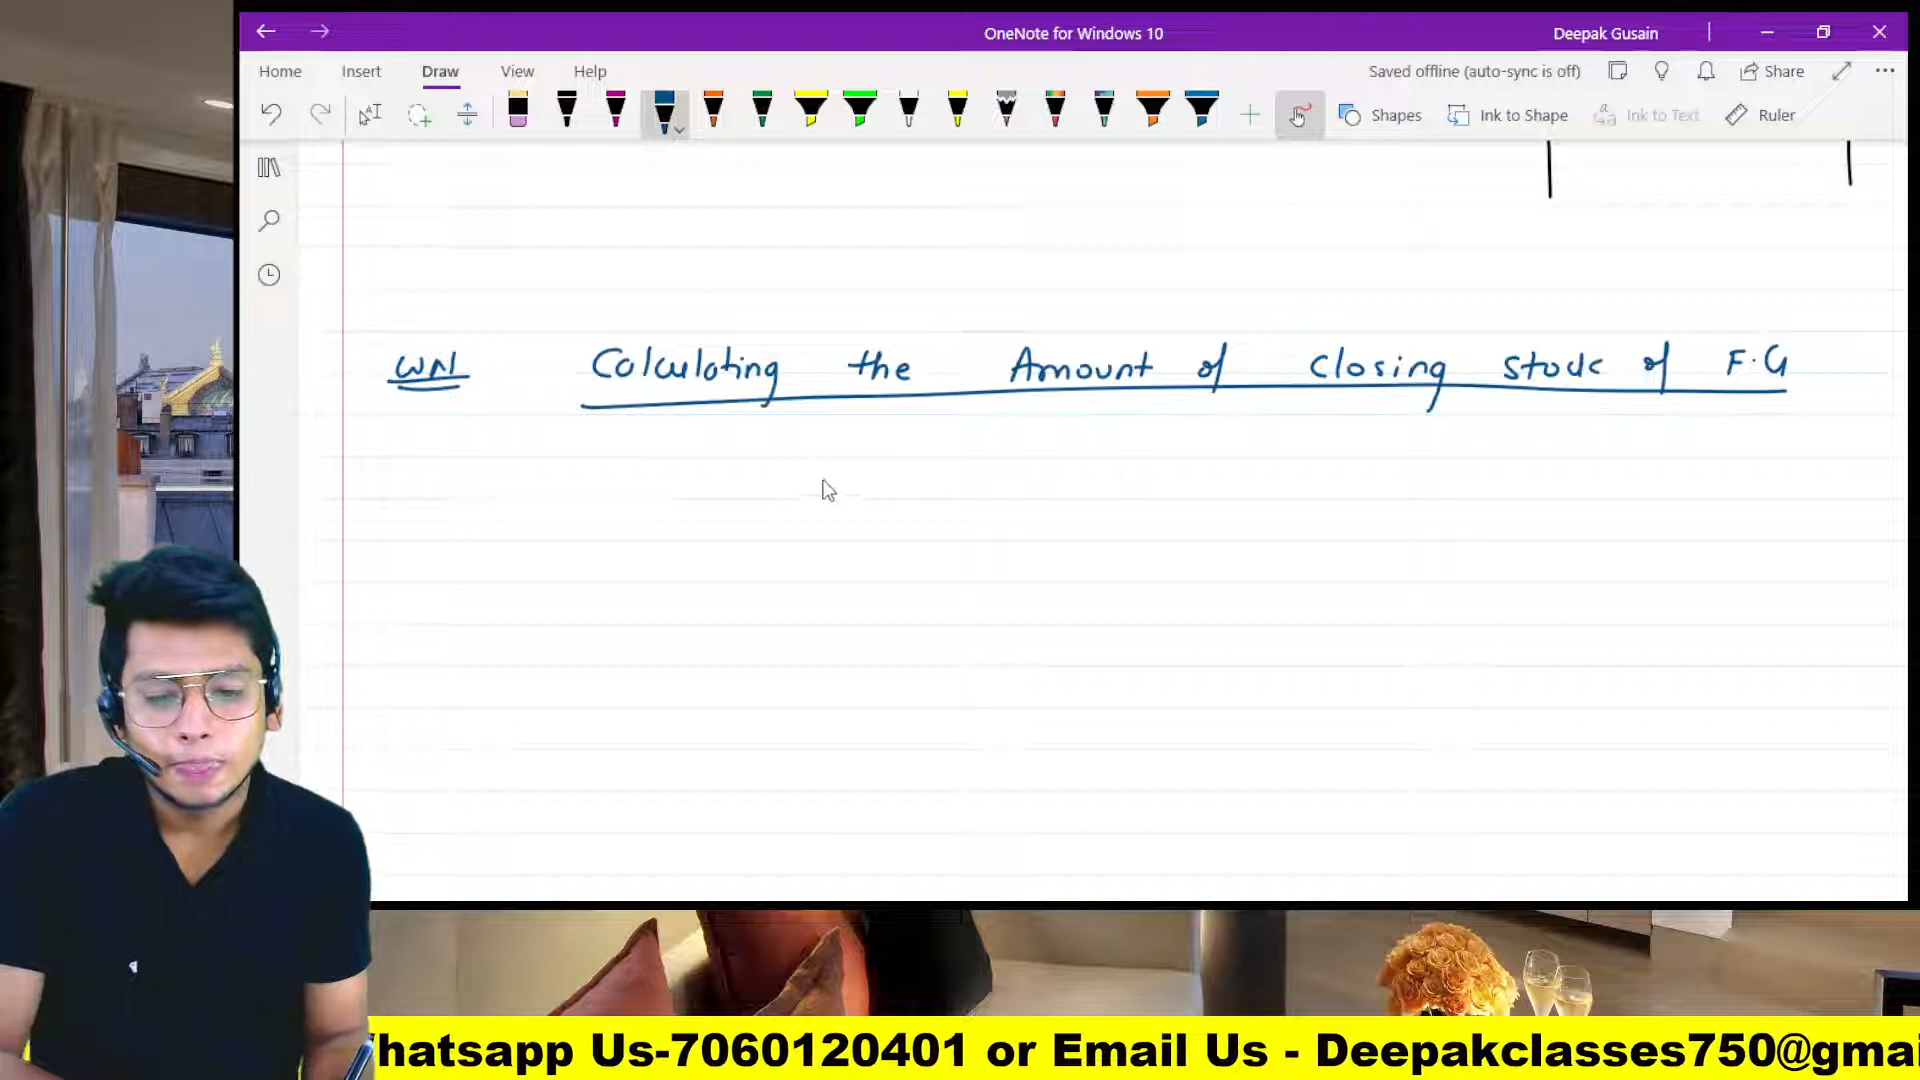 OneNote for Windows 10
Deepak Gusain
Home Insert Draw View Help
Saved offline (auto-sync is off)
Share
Shapes
Ink to Shape
Ink to Text
Ruler
WN Calculating the Amount of Closing Stock of F.G
hatsapp Us-7060120401 or Email Us - Deepakclasses750@gmai